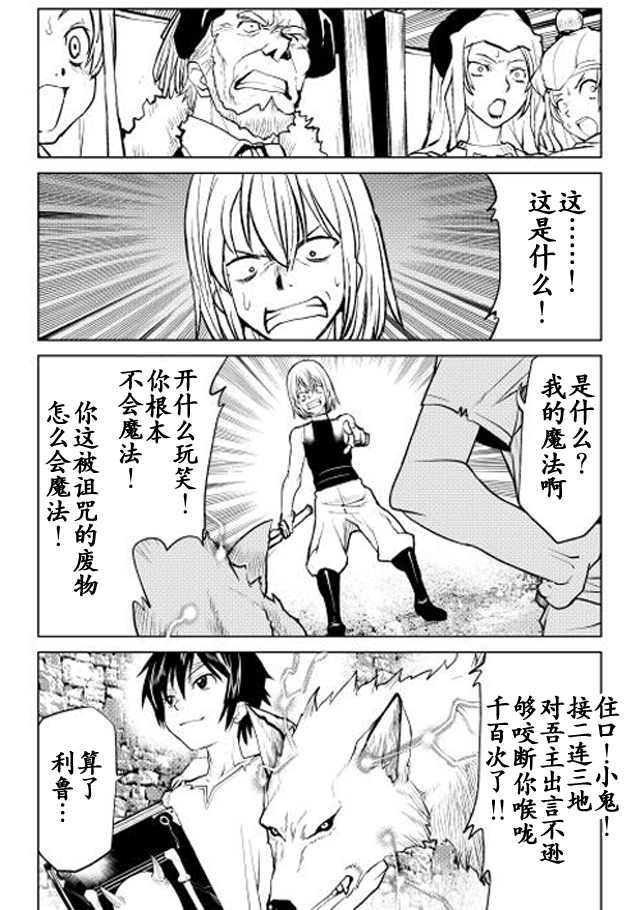 这……！
这是什么！
是什么？
我的魔法啊
开什么玩笑！
你根本
不会魔法！
你这被诅咒的废物
怎么会魔法！
住口！小鬼！
接二连三地
对吾主出言不逊
够咬断你喉咙
千百次了!!
算了
利鲁…